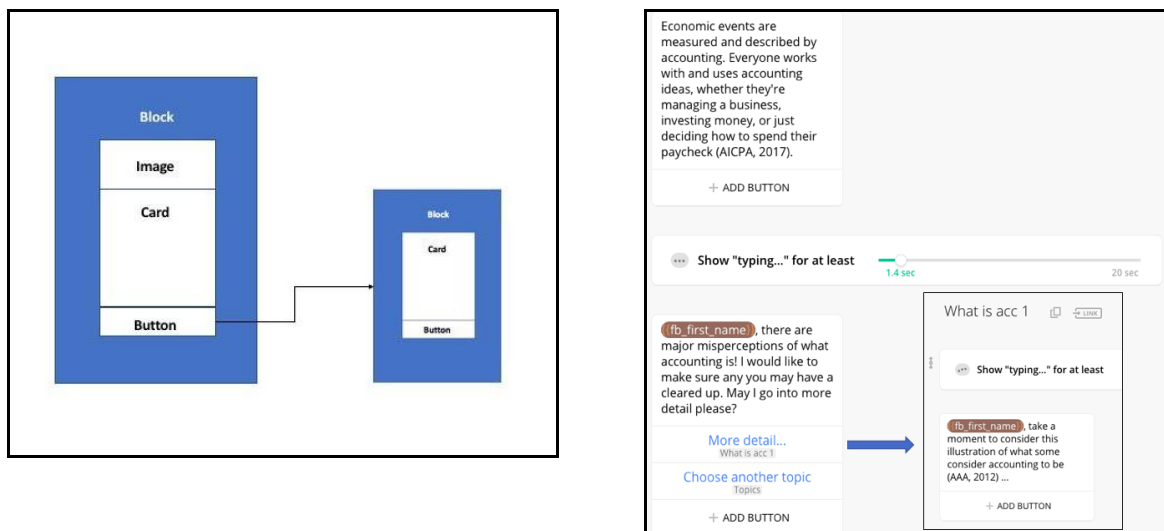 Block
Image
Card
Button
Block
Card
Button
Economic events are
measured and described by
accounting. Everyone works
with and uses accounting
ideas, whether they're
managing a business,
investing money, or just
deciding how to spend their
paycheck (AICPA, 2017).
+ ADD BUTTON
Show "typing..." for at least
1.4 sec
20 sec
{{fb_first_name}}, there are
major misperceptions of what
accounting is! I would like to
make sure any you may have a
cleared up. May I go into more
detail please?
More detail...
What is acc 1
Choose another topic
Topics
+ ADD BUTTON
What is acc 1
LINK
Show "typing..." for at least
{{fb_first_name}}, take a
moment to consider this
illustration of what some
consider accounting to be
(AAA, 2012) ...
+ ADD BUTTON